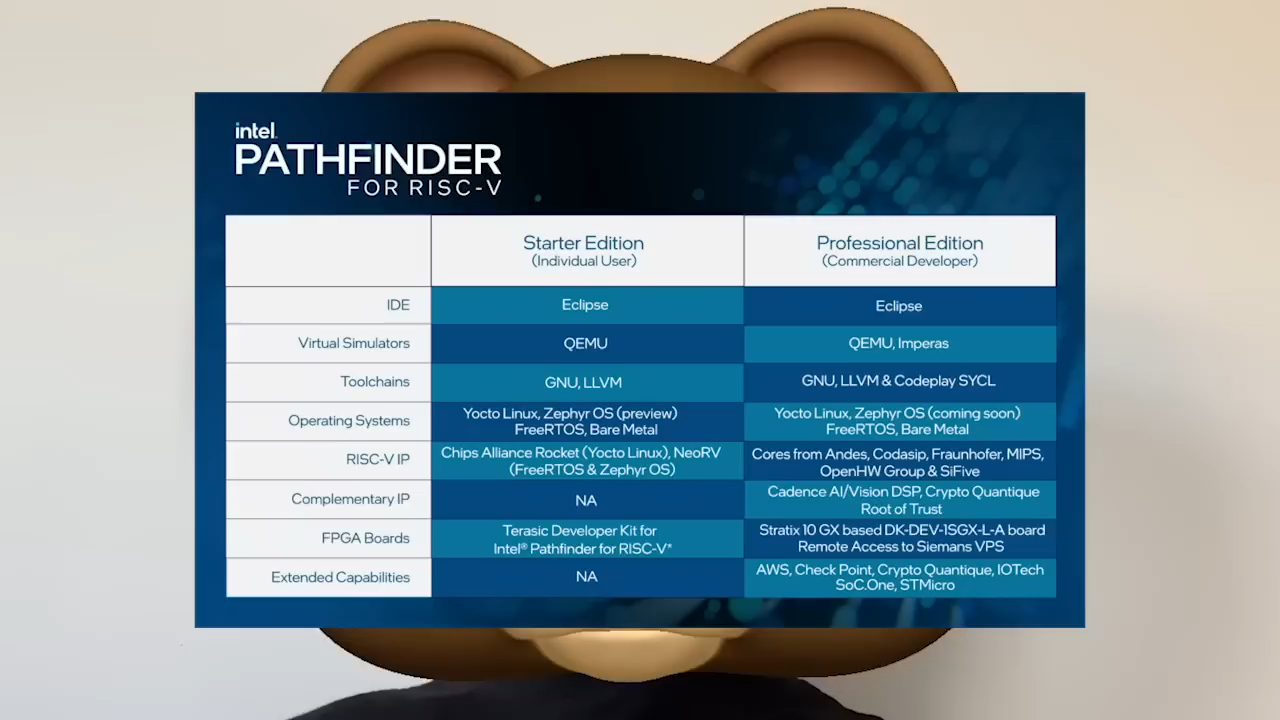 intel.
PATHFINDER
FOR RISC-V
Starter Edition
(Individual User)
Professional Edition
(Commercial Developer)
IDE
Eclipse
Eclipse
Virtual Simulators
QEMU
QEMU, Imperas
Toolchains
GNU, LLVM
GNU, LLVM & Codeplay SYCL
Operating Systems
Yocto Linux, Zephyr OS (preview)
FreeRTOS, Bare Metal
Yocto Linux, Zephyr OS (coming soon)
FreeRTOS, Bare Metal
RISC-V IP
Chips Alliance Rocket (Yocto Linux), NeoRV
(FreeRTOS & Zephyr OS)
Cores from Andes, Codasip, Fraunhofer, MIPS,
OpenHW Group & SiFive
Complementary IP
NA
Cadence AI/Vision DSP, Crypto Quantique
Root of Trust
FPGA Boards
Terasic Developer Kit for
Intel® Pathfinder for RISC-V*
Stratix 10 GX based DK-DEV-1SGX-L-A board
Remote Access to Siemans VPS
Extended Capabilities
NA
AWS, Check Point, Crypto Quantique, IOTech
SoC.One, STMicro